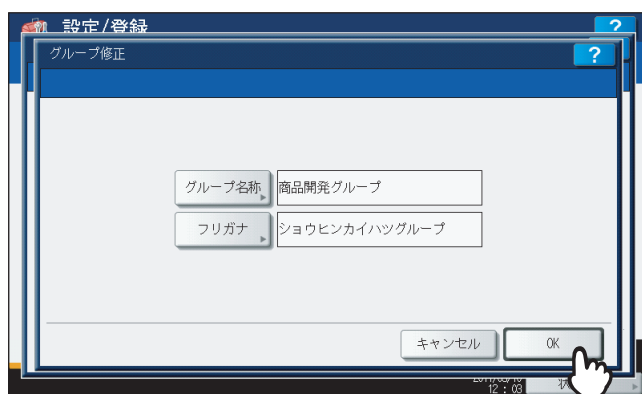 設定/登録
?
グループ修正
?
グループ名称
商品開発グループ
フリガナ
ショウヒンカイハツグループ
キャンセル
OK
12:03